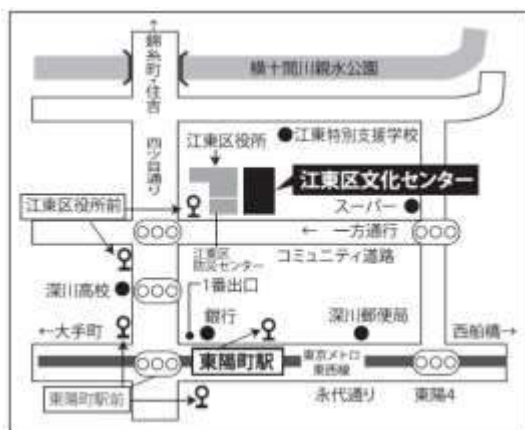 ↑錦糸町・住吉
横十間川親水公園
四ツ目通り
江東区役所
江東特別支援学校
江東区文化センター
江東区役所前
スーパー
← 一方通行
江東区
防災センター
コミュニティ道路
深川高校
1番出口
銀行
深川郵便局
←大手町
西船橋→
東陽町駅
東京メトロ
東西線
東陽町駅前
永代通り
東陽4